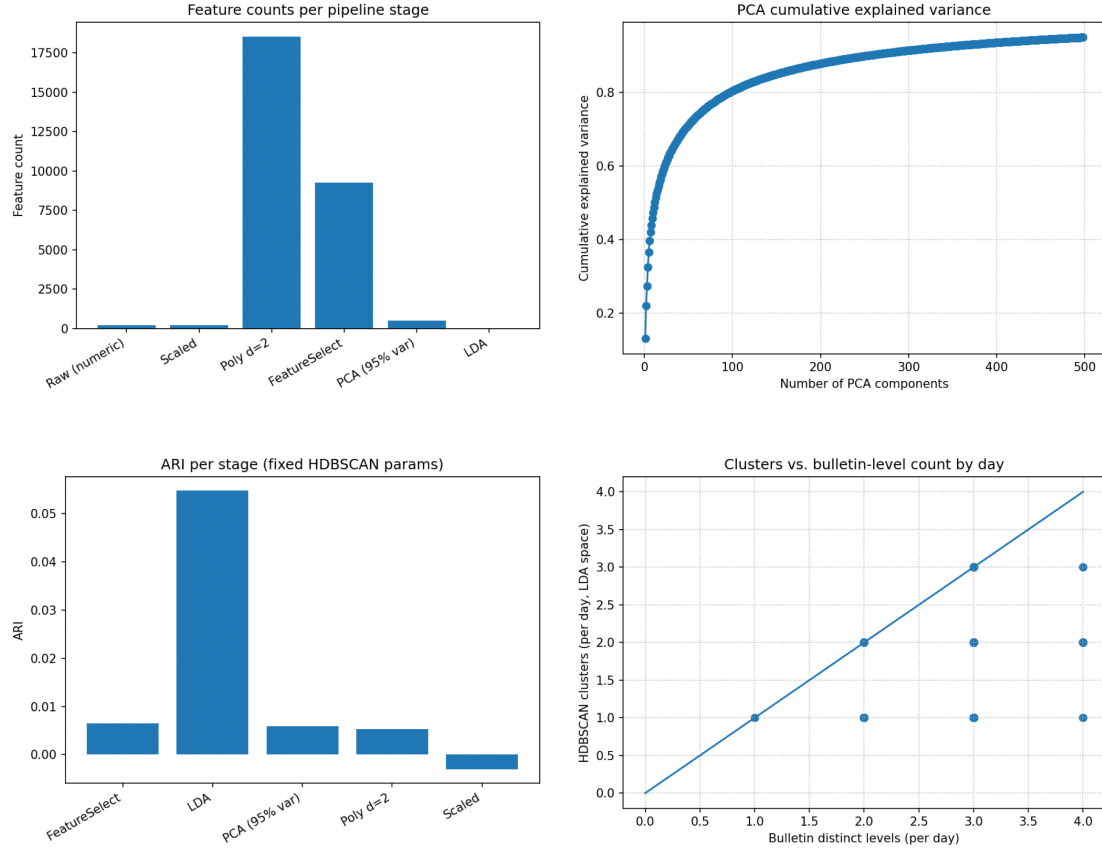 Feature counts per pipeline stage
Feature count
17500
15000
12500
10000
7500
5000
2500
0
Raw (numeric)
Scaled
Poly d=2
FeatureSelect
PCA (95% var)
LDA
PCA cumulative explained variance
Cumulative explained variance
0.8
0.6
0.4
0.2
0 100 200 300 400 500
Number of PCA components
ARI per stage (fixed HDBSCAN params)
ARI
0.05
0.04
0.03
0.02
0.01
0.00
FeatureSelect
LDA
PCA (95% var)
Poly d=2
Scaled
Clusters vs. bulletin-level count by day
HDBSCAN clusters (per day, LDA space)
4.0
3.5
3.0
2.5
2.0
1.5
1.0
0.5
0.0
0.0 0.5 1.0 1.5 2.0 2.5 3.0 3.5 4.0
Bulletin distinct levels (per day)